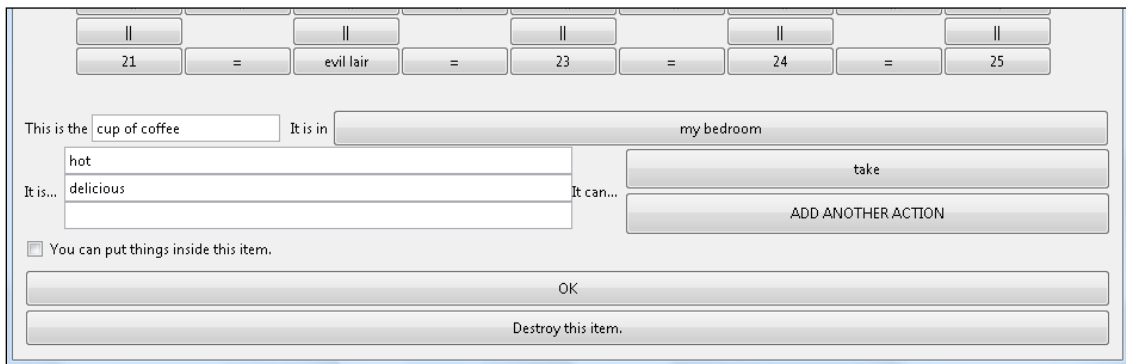 || || || || ||
21 = evil lair = 23 = 24 = 25
This is the cup of coffee It is in my bedroom
hot
take
It is... delicious It can...
ADD ANOTHER ACTION
You can put things inside this item.
OK
Destroy this item.